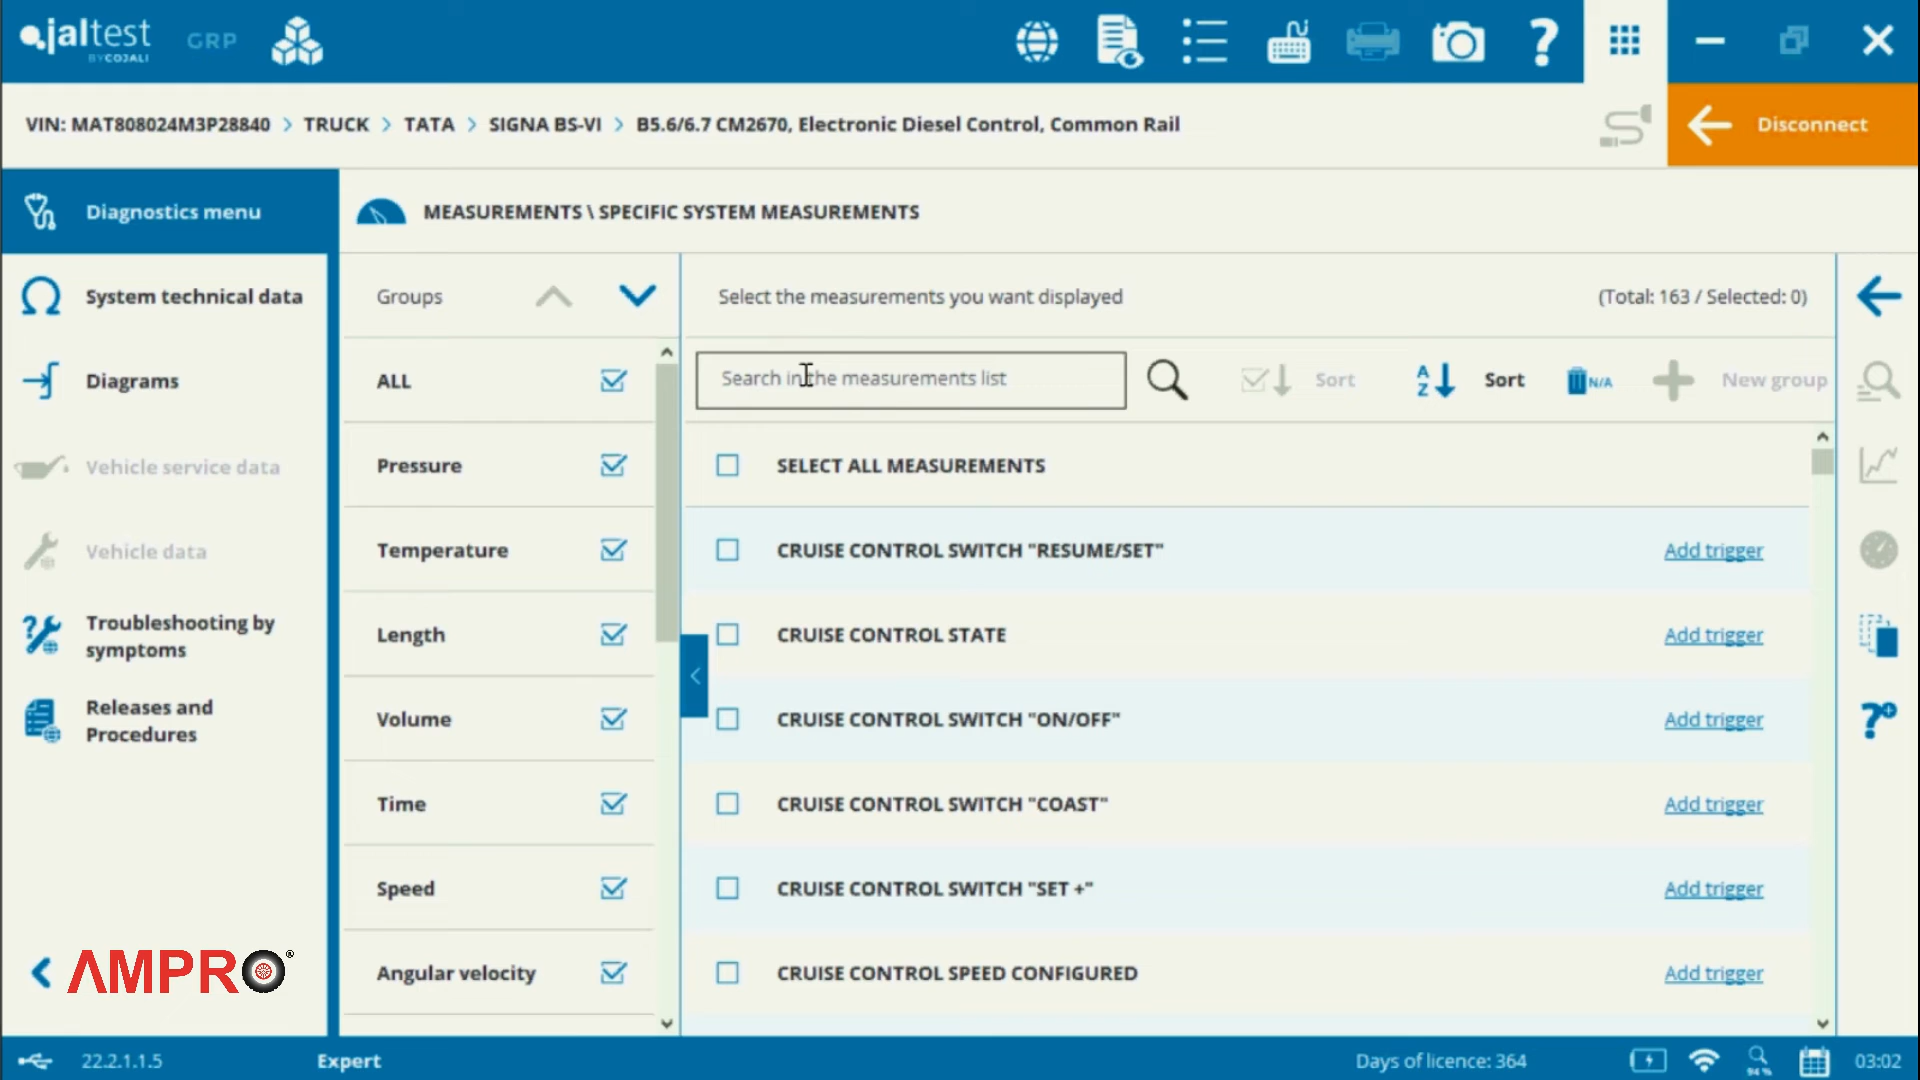 jaltest
BY COJALI
GRP
VIN: MAT808024M3P28840 > TRUCK > TATA > SIGNA BS-VI > B5.6/6.7 CM2670, Electronic Diesel Control, Common Rail
Disconnect
Diagnostics menu
MEASUREMENTS \ SPECIFIC SYSTEM MEASUREMENTS
System technical data
Diagrams
Vehicle service data
Vehicle data
Troubleshooting by
symptoms
Releases and
Procedures
AMPRO®
Groups
ALL
Pressure
Temperature
Length
Volume
Time
Speed
Angular velocity
Select the measurements you want displayed
(Total: 163 / Selected: 0)
Search in the measurements list
Sort
A
Z
Sort
N/A
New group
SELECT ALL MEASUREMENTS
CRUISE CONTROL SWITCH "RESUME/SET" Add trigger
CRUISE CONTROL STATE Add trigger
CRUISE CONTROL SWITCH "ON/OFF" Add trigger
CRUISE CONTROL SWITCH "COAST" Add trigger
CRUISE CONTROL SWITCH "SET +" Add trigger
CRUISE CONTROL SPEED CONFIGURED Add trigger
22.2.1.1.5
Expert
Days of licence: 364
94 %
03:02